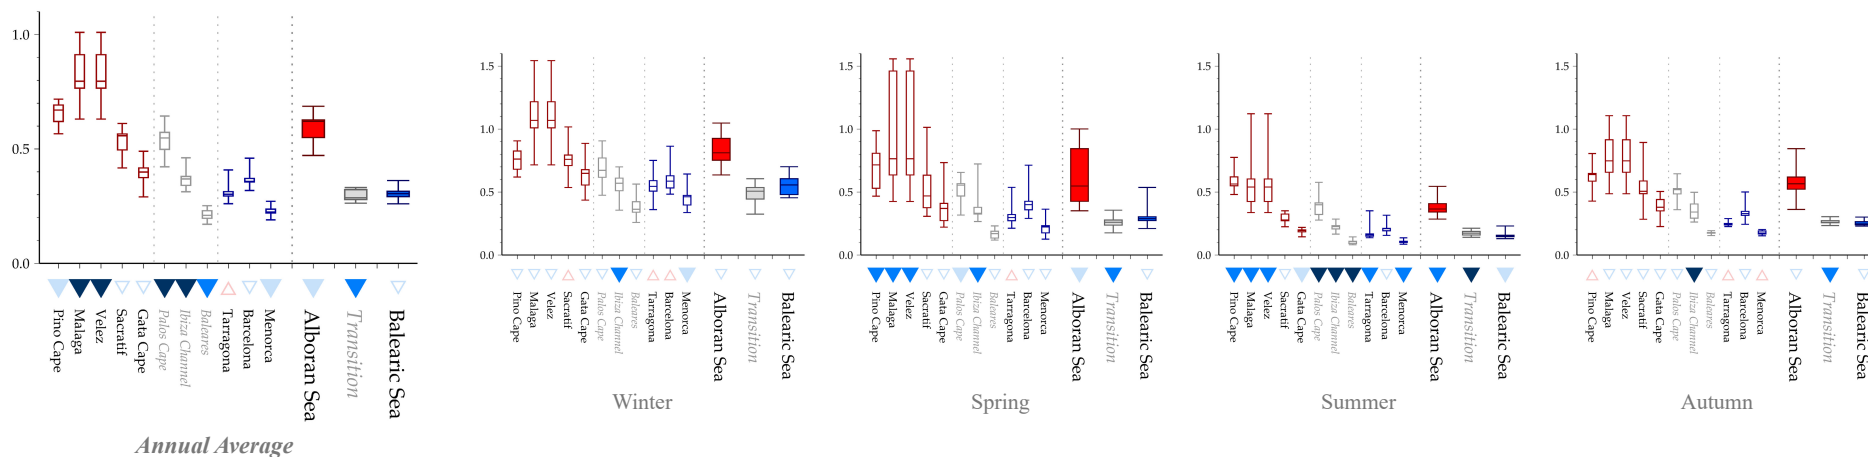 1.0
0.5
0.0
Pino Cape
Malaga
Velez
Sacratif
Gata Cape
Palos Cape
Ibiza Channel
Baleares
Tarragona
Barcelona
Menorca
Alboran Sea
Transition
Balearic Sea
Annual Average
1.5
1.0
0.5
0.0
Pino Cape
Malaga
Velez
Sacratif
Gata Cape
Palos Cape
Ibiza Channel
Baleares
Tarragona
Barcelona
Menorca
Alboran Sea
Transition
Balearic Sea
Winter
1.5
1.0
0.5
0.0
Pino Cape
Malaga
Velez
Sacratif
Gata Cape
Palos Cape
Ibiza Channel
Baleares
Tarragona
Barcelona
Menorca
Alboran Sea
Transition
Balearic Sea
Spring
1.5
1.0
0.5
0.0
Pino Cape
Malaga
Velez
Sacratif
Gata Cape
Palos Cape
Ibiza Channel
Baleares
Tarragona
Barcelona
Menorca
Alboran Sea
Transition
Balearic Sea
Summer
1.5
1.0
0.5
0.0
Pino Cape
Malaga
Velez
Sacratif
Gata Cape
Palos Cape
Ibiza Channel
Baleares
Tarragona
Barcelona
Menorca
Alboran Sea
Transition
Balearic Sea
Autumn